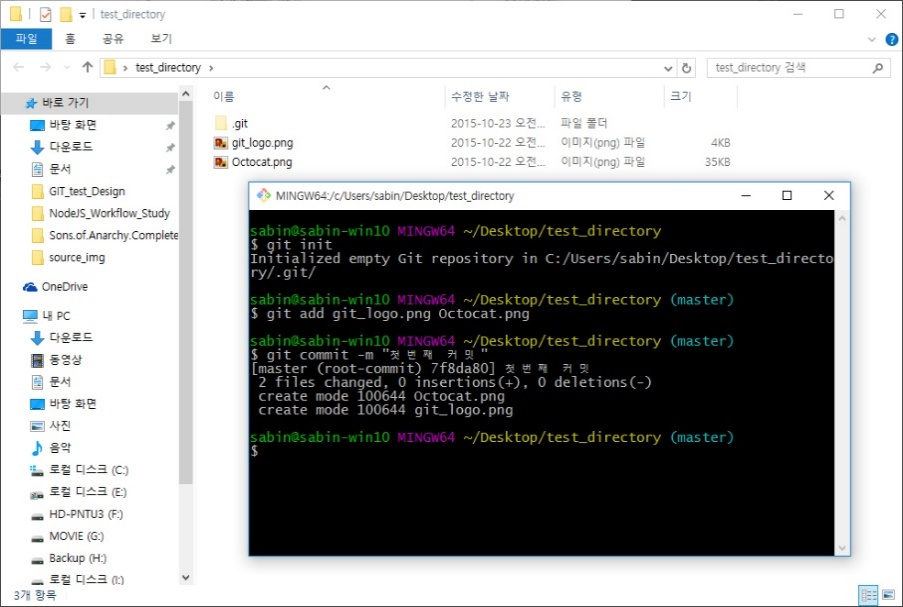 test_directory
파일 홈 공유 보기
test_directory
test_directory 검색
이름 수정한 날짜 유형 크기
.git 2015-10-23 오전... 파일 폴더
git_logo.png 2015-10-22 오전... 이미지(png) 파일 4KB
Octocat.png 2015-10-22 오전... 이미지(png) 파일 35KB
바로 가기
바탕 화면
다운로드
문서
GIT_test_Design
NodeJS_Workflow_Study
Sons.of.Anarchy.Complete
source_img
OneDrive
내 PC
다운로드
동영상
문서
바탕 화면
사진
음악
로컬 디스크 (C:)
로컬 디스크 (E:)
HD-PNTU3 (F:)
MOVIE (G:)
Backup (H:)
로컬 디스크 (I:)
3개 항목
MINGW64:/c/Users/sabin/Desktop/test_directory
sabin@sabin-win10 MINGW64 ~/Desktop/test_directory
$ git init
Initialized empty Git repository in C:/Users/sabin/Desktop/test_directo
ry/.git/
sabin@sabin-win10 MINGW64 ~/Desktop/test_directory (master)
$ git add git_logo.png Octocat.png
sabin@sabin-win10 MINGW64 ~/Desktop/test_directory (master)
$ git commit -m "첫 번째 커밋"
[master (root-commit) 7f8da80] 첫 번째 커밋
2 files changed, 0 insertions(+), 0 deletions(-)
create mode 100644 Octocat.png
create mode 100644 git_logo.png
sabin@sabin-win10 MINGW64 ~/Desktop/test_directory (master)
$